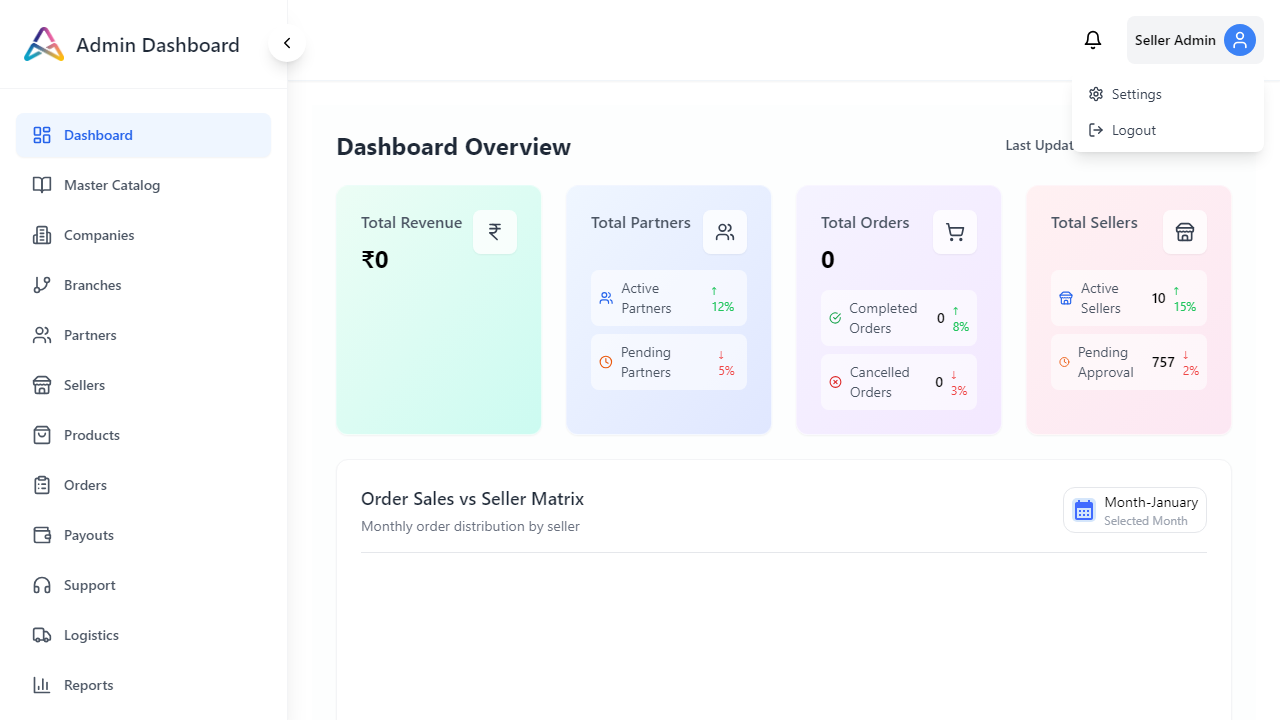 Admin Dashboard
Seller Admin
Settings
Logout
Dashboard
Master Catalog
Companies
Branches
Partners
Sellers
Products
Orders
Payouts
Support
Logistics
Reports
Dashboard Overview
Last Updat
Total Revenue
₹0
₹
Total Partners
Active
Partners
↑
12%
Pending
Partners
↓
5%
Total Orders
0
Completed
Orders
0
↑
8%
Cancelled
Orders
0
↓
3%
Total Sellers
Active
Sellers
10
↑
15%
Pending
Approval
757
↓
2%
Order Sales vs Seller Matrix
Monthly order distribution by seller
Month-January
Selected Month